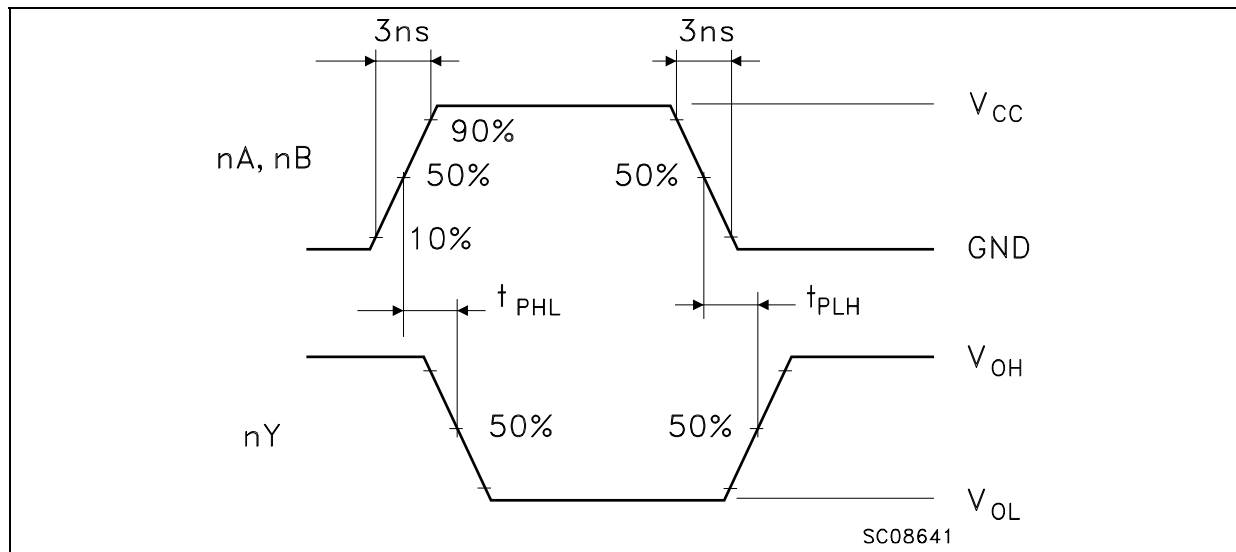 3ns 3ns
V_CC
90%
nA, nB 50% 50%
10% GND
t_PHL t_PLH
V_OH
nY 50% 50%
V_OL
SC08641